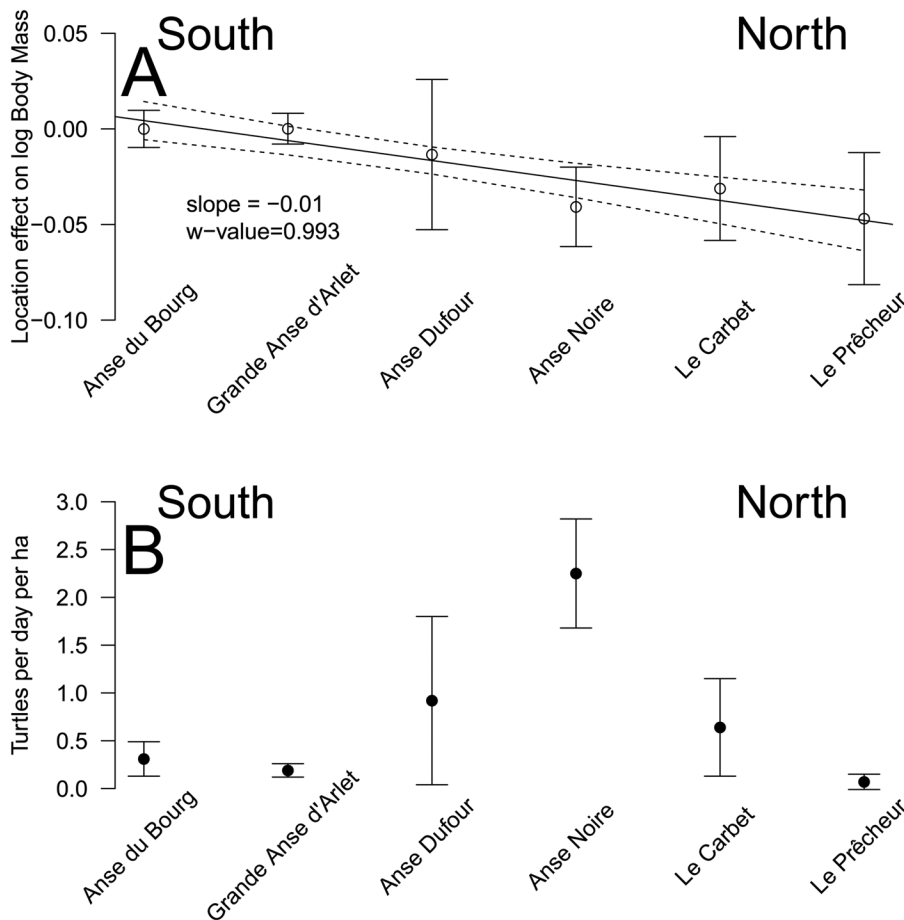 South
North
A
Location effect on log Body Mass
0.05
0.00
−0.05
−0.10
slope = −0.01
w-value=0.993
Anse du Bourg
Grande Anse d'Arlet
Anse Dufour
Anse Noire
Le Carbet
Le Prêcheur
South
North
B
Turtles per day per ha
3.0
2.5
2.0
1.5
1.0
0.5
0.0
Anse du Bourg
Grande Anse d'Arlet
Anse Dufour
Anse Noire
Le Carbet
Le Prêcheur